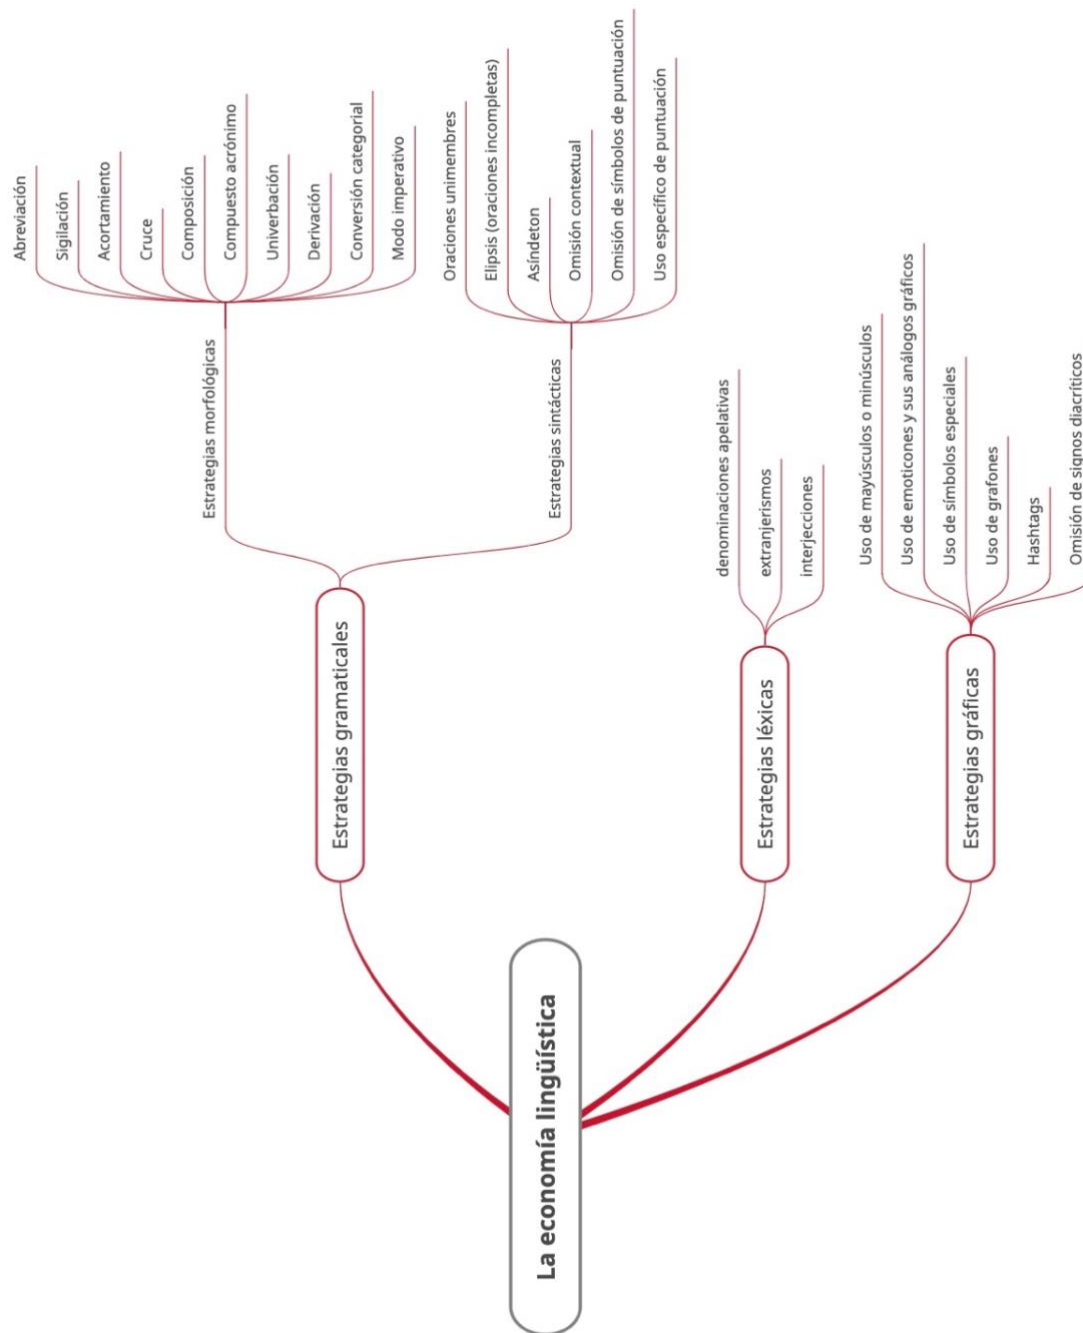 La economía lingüística
Estrategias gramaticales
Estrategias morfológicas
Abreviación
Sigilación
Acortamiento
Cruce
Composición
Compuesto acrónimo
Univerbación
Derivación
Conversión categorial
Modo imperativo
Estrategias sintácticas
Oraciones unimembres
Elipsis (oraciones incompletas)
Asíndeton
Omisión contextual
Omisión de símbolos de puntuación
Uso específico de puntuación
Estrategias léxicas
denominaciones apelativas
extranjerismos
interjecciones
Estrategias gráficas
Uso de mayúsculos o minúsculos
Uso de emoticones y sus análogos gráficos
Uso de símbolos especiales
Uso de grafones
Hashtags
Omisión de signos diacríticos